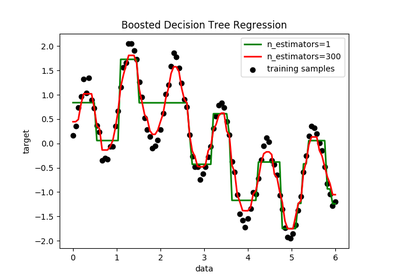 Boosted Decision Tree Regression
n_estimators=1
n_estimators=300
training samples
2.0
1.5
1.0
0.5
0.0
−0.5
−1.0
−1.5
−2.0
target
0 1 2 3 4 5 6
data